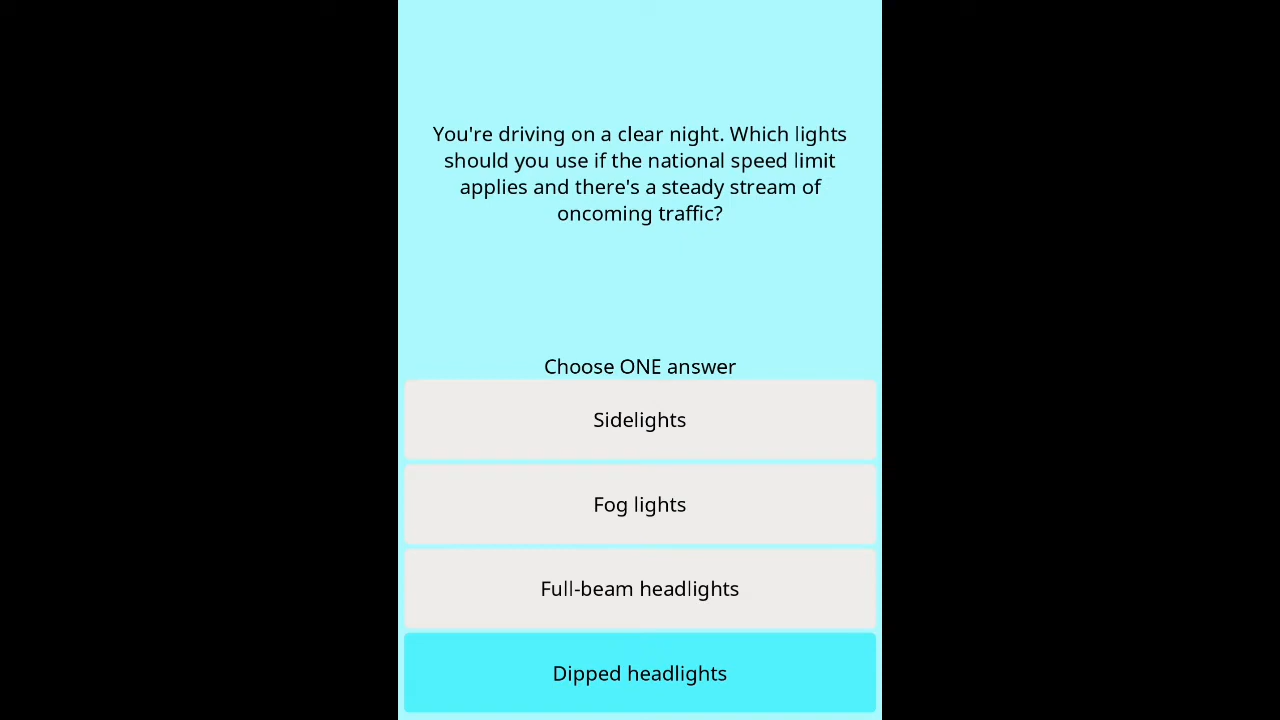 You're driving on a clear night. Which lights
should you use if the national speed limit
applies and there's a steady stream of
oncoming traffic?
Choose ONE answer
Sidelights
Fog lights
Full-beam headlights
Dipped headlights